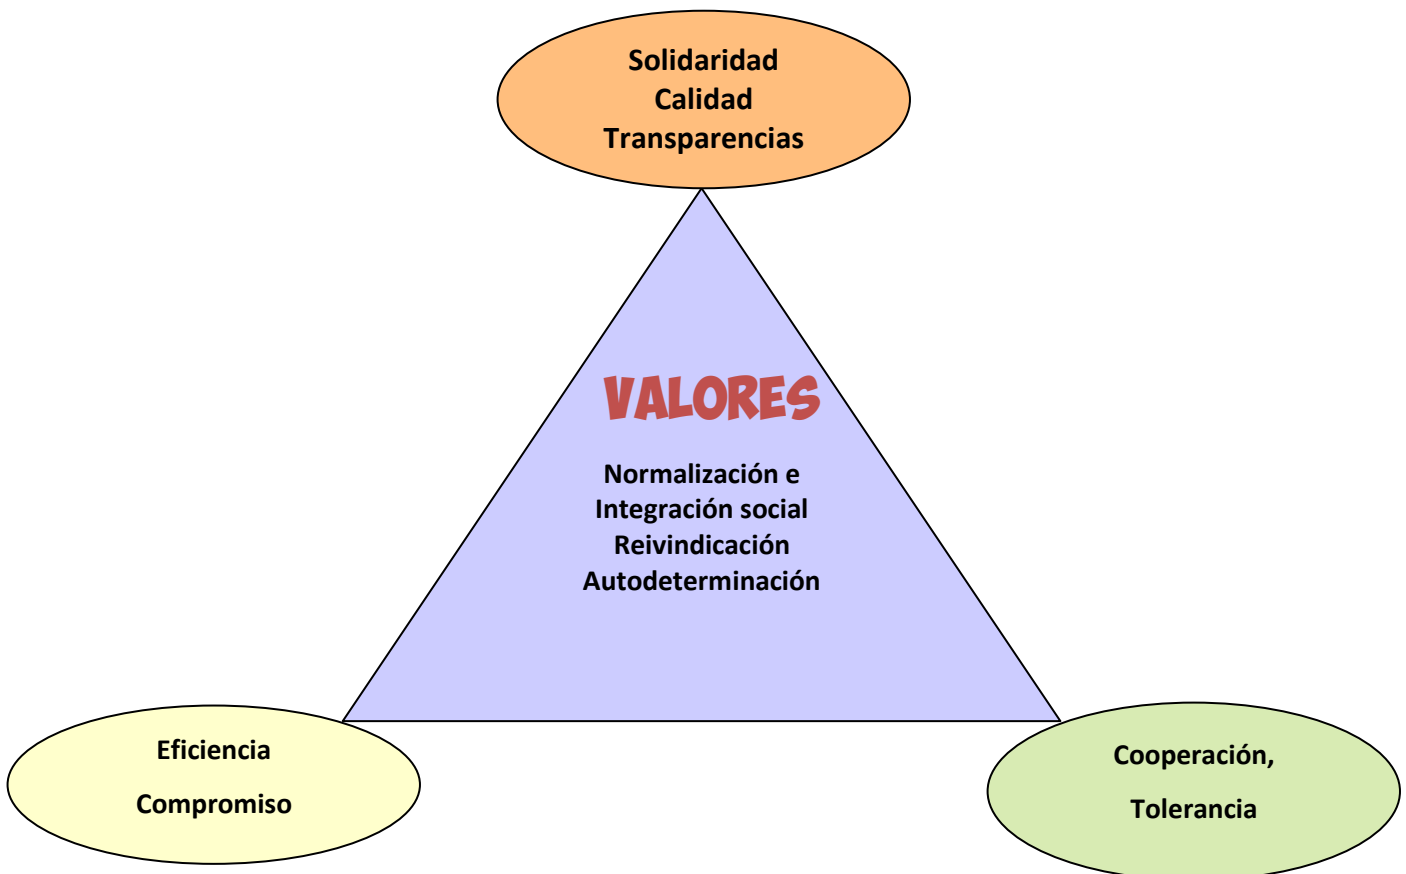 Solidaridad
Calidad
Transparencias
VALORES
Normalización e
Integración social
Reivindicación
Autodeterminación
Eficiencia
Compromiso
Cooperación,
Tolerancia